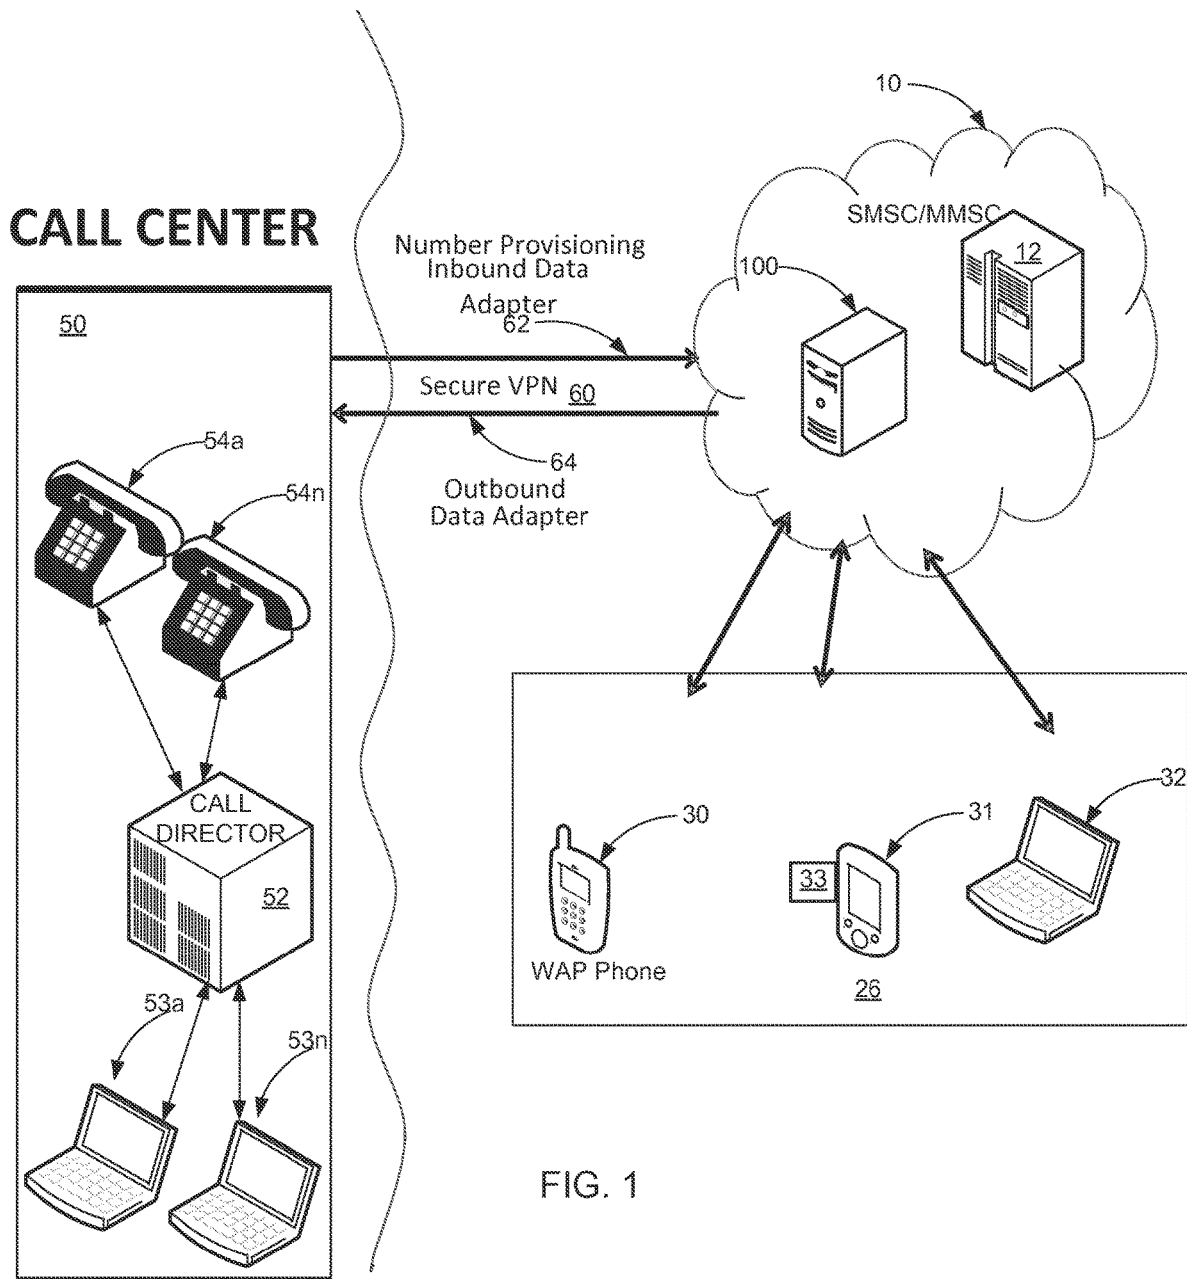 10
CALL CENTER
SMSC/MMSC
12
Number Provisioning
Inbound Data
Adapter
100
50
62
Secure VPN 60
54a
64
54n
Outbound
Data Adapter
CALL
DIRECTOR
52
30
31
32
33
WAP Phone
26
53a
53n
FIG. 1